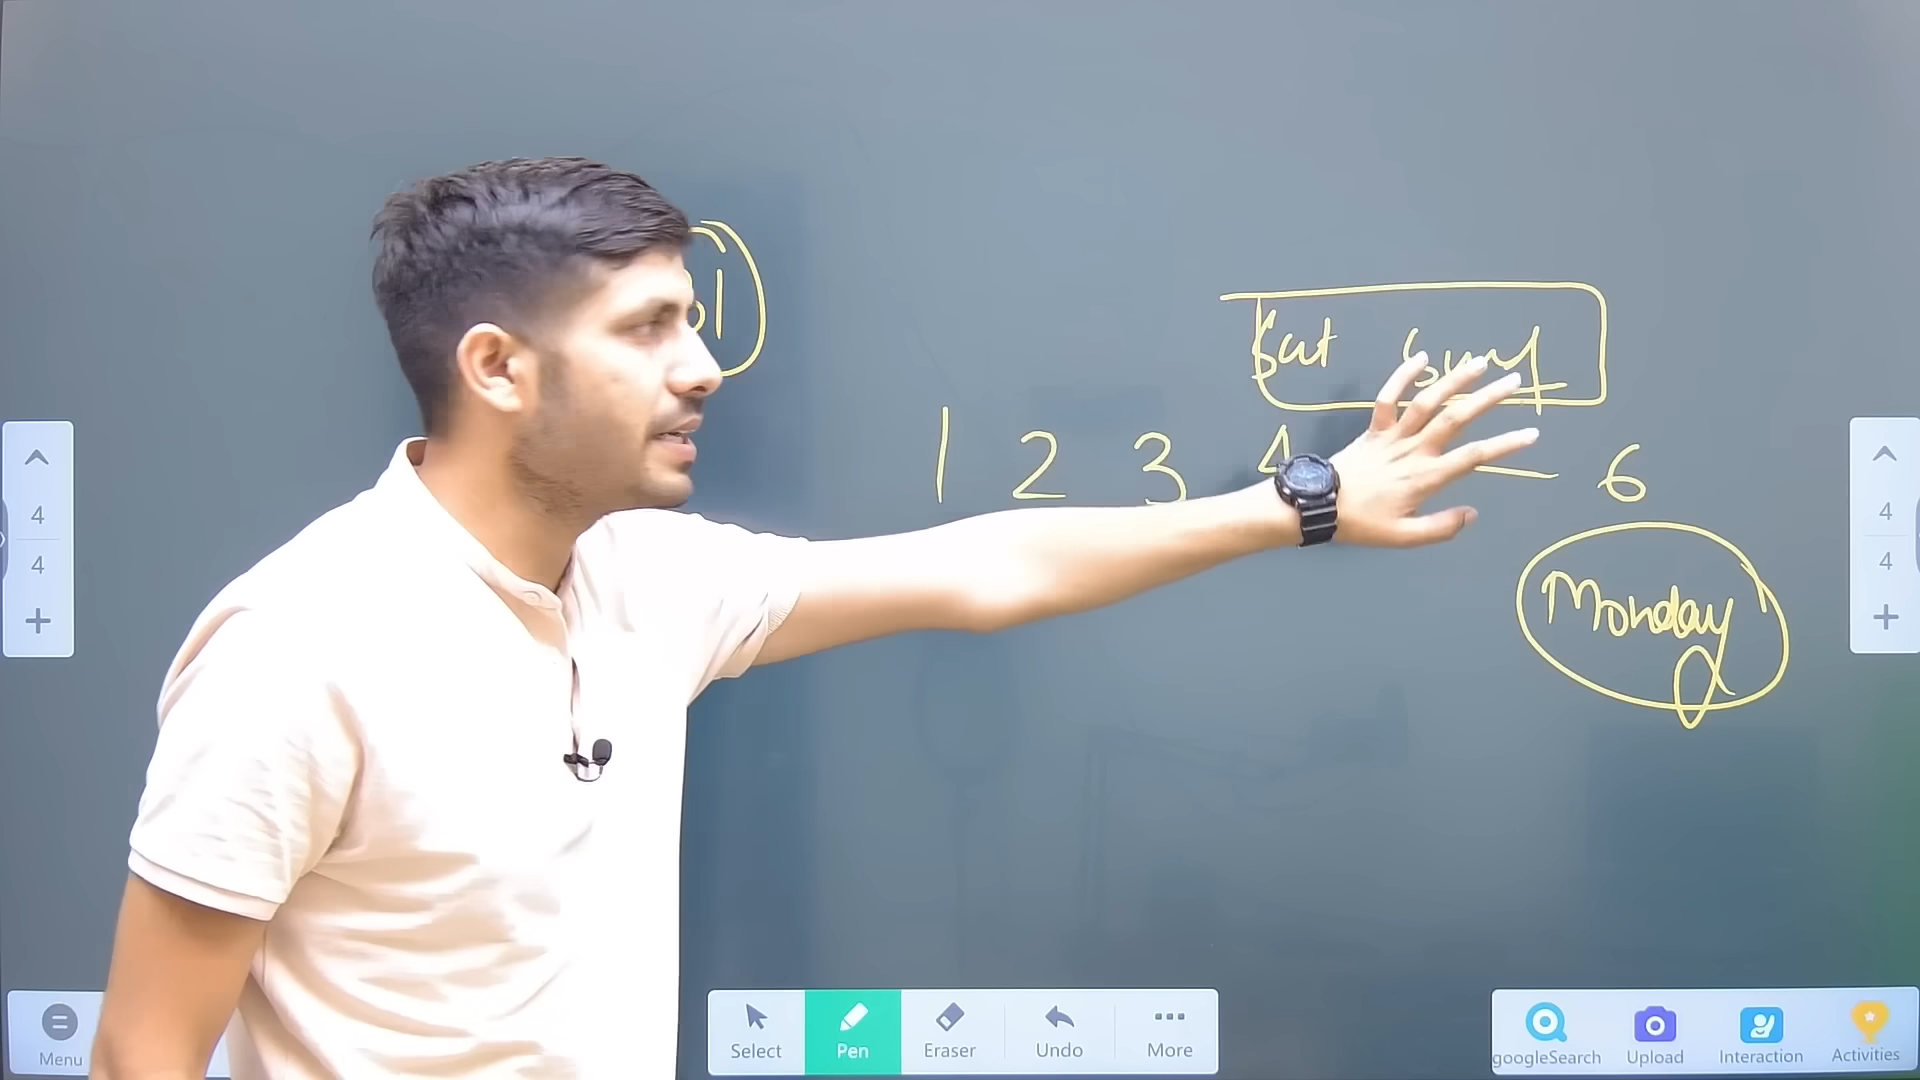 Sat Sun
1 2 3 4 6
Monday
4
4
4
4
Menu
Select Pen Eraser Undo More
googleSearch Upload Interaction Activities